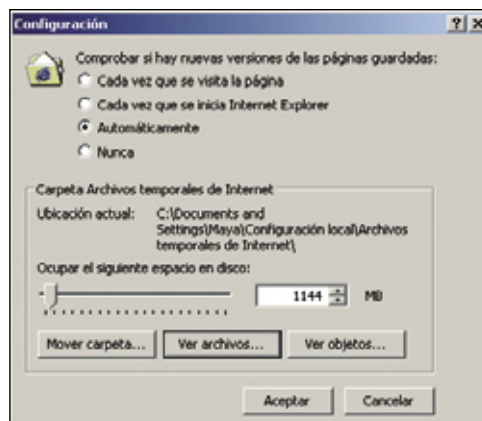 Configuración
Comprobar si hay nuevas versiones de las páginas guardadas:
Cada vez que se visita la página
Cada vez que se inicia Internet Explorer
Automáticamente
Nunca
Carpeta Archivos temporales de Internet
Ubicación actual: C:\Documents and
Settings\Maya\Configuración local\Archivos
temporales de Internet\
Ocupar el siguiente espacio en disco:
1144 MB
Mover carpeta... Ver archivos... Ver objetos...
Aceptar Cancelar